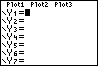 Plot1 Plot2 Plot3
\Y1=
\Y2=
\Y3=
\Y4=
\Y5=
\Y6=
\Y7=